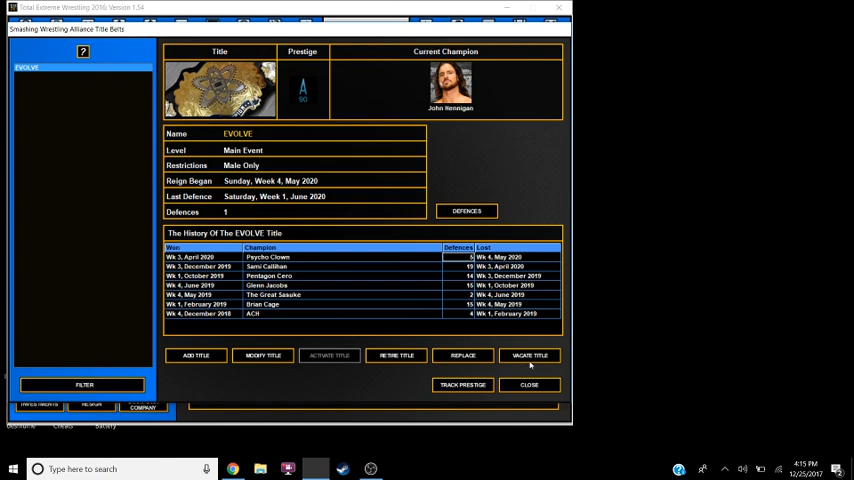 Total Extreme Wrestling 2016: Version 1.54
Smashing Wrestling Alliance Title Belts
?
EVOLVE
Title
Prestige
Current Champion
A
90
John Hennigan
Name EVOLVE
Level Main Event
Restrictions Male Only
Reign Began Sunday, Week 4, May 2020
Last Defence Saturday, Week 1, June 2020
Defences 1
DEFENCES
The History Of The EVOLVE Title
Won Champion Defences Lost
Wk 3, April 2020 Psycho Clown 5 Wk 4, May 2020
Wk 3, December 2019 Sami Callihan 19 Wk 3, April 2020
Wk 1, October 2019 Pentagon Cero 14 Wk 3, December 2019
Wk 4, June 2019 Glenn Jacobs 15 Wk 1, October 2019
Wk 4, May 2019 The Great Sasuke 2 Wk 4, June 2019
Wk 1, February 2019 Brian Cage 15 Wk 4, May 2019
Wk 4, December 2018 ACH 4 Wk 1, February 2019
ADD TITLE MODIFY TITLE ACTIVATE TITLE RETIRE TITLE REPLACE VACATE TITLE
FILTER TRACK PRESTIGE CLOSE
INVESTMENTS RESIGN
COMPANY
Cheats Battery
Type here to search
4:15 PM
12/25/2017
2